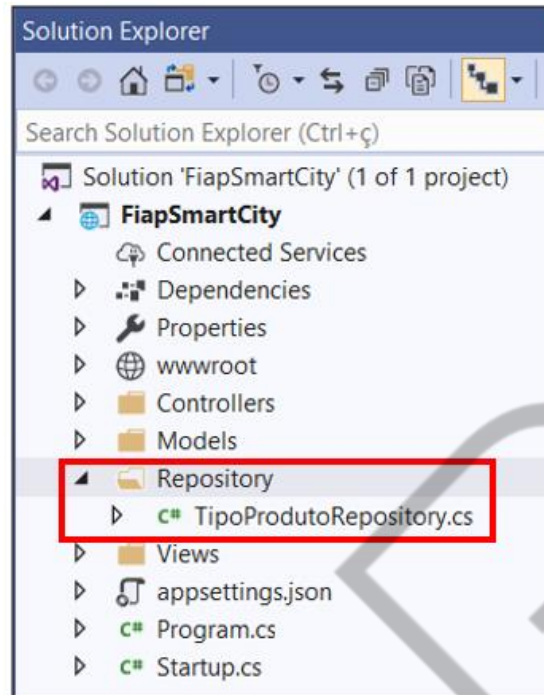 Solution Explorer
Search Solution Explorer (Ctrl+ç)
Solution 'FiapSmartCity' (1 of 1 project)
FiapSmartCity
Connected Services
Dependencies
Properties
wwwroot
Controllers
Models
Repository
C# TipoProdutoRepository.cs
Views
appsettings.json
C# Program.cs
C# Startup.cs